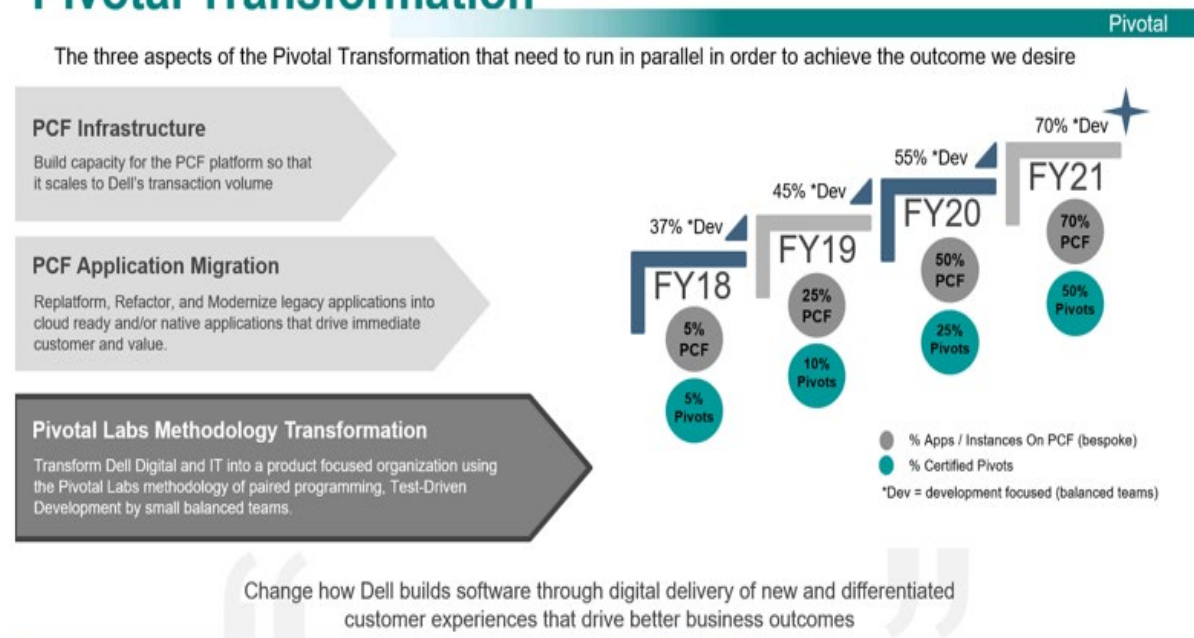 Pivotal Transformation
Pivotal
The three aspects of the Pivotal Transformation that need to run in parallel in order to achieve the outcome we desire
PCF Infrastructure
Build capacity for the PCF platform so that
it scales to Dell's transaction volume
PCF Application Migration
Replatform, Refactor, and Modernize legacy applications into
cloud ready and/or native applications that drive immediate
customer and value.
Pivotal Labs Methodology Transformation
Transform Dell Digital and IT into a product focused organization using
the Pivotal Labs methodology of paired programming, Test-Driven
Development by small balanced teams.
37% *Dev
FY18
5%
PCF
5%
Pivots
45% *Dev
FY19
25%
PCF
10%
Pivots
55% *Dev
FY20
50%
PCF
25%
Pivots
70% *Dev
FY21
70%
PCF
50%
Pivots
% Apps / Instances On PCF (bespoke)
% Certified Pivots
*Dev = development focused (balanced teams)
Change how Dell builds software through digital delivery of new and differentiated
customer experiences that drive better business outcomes